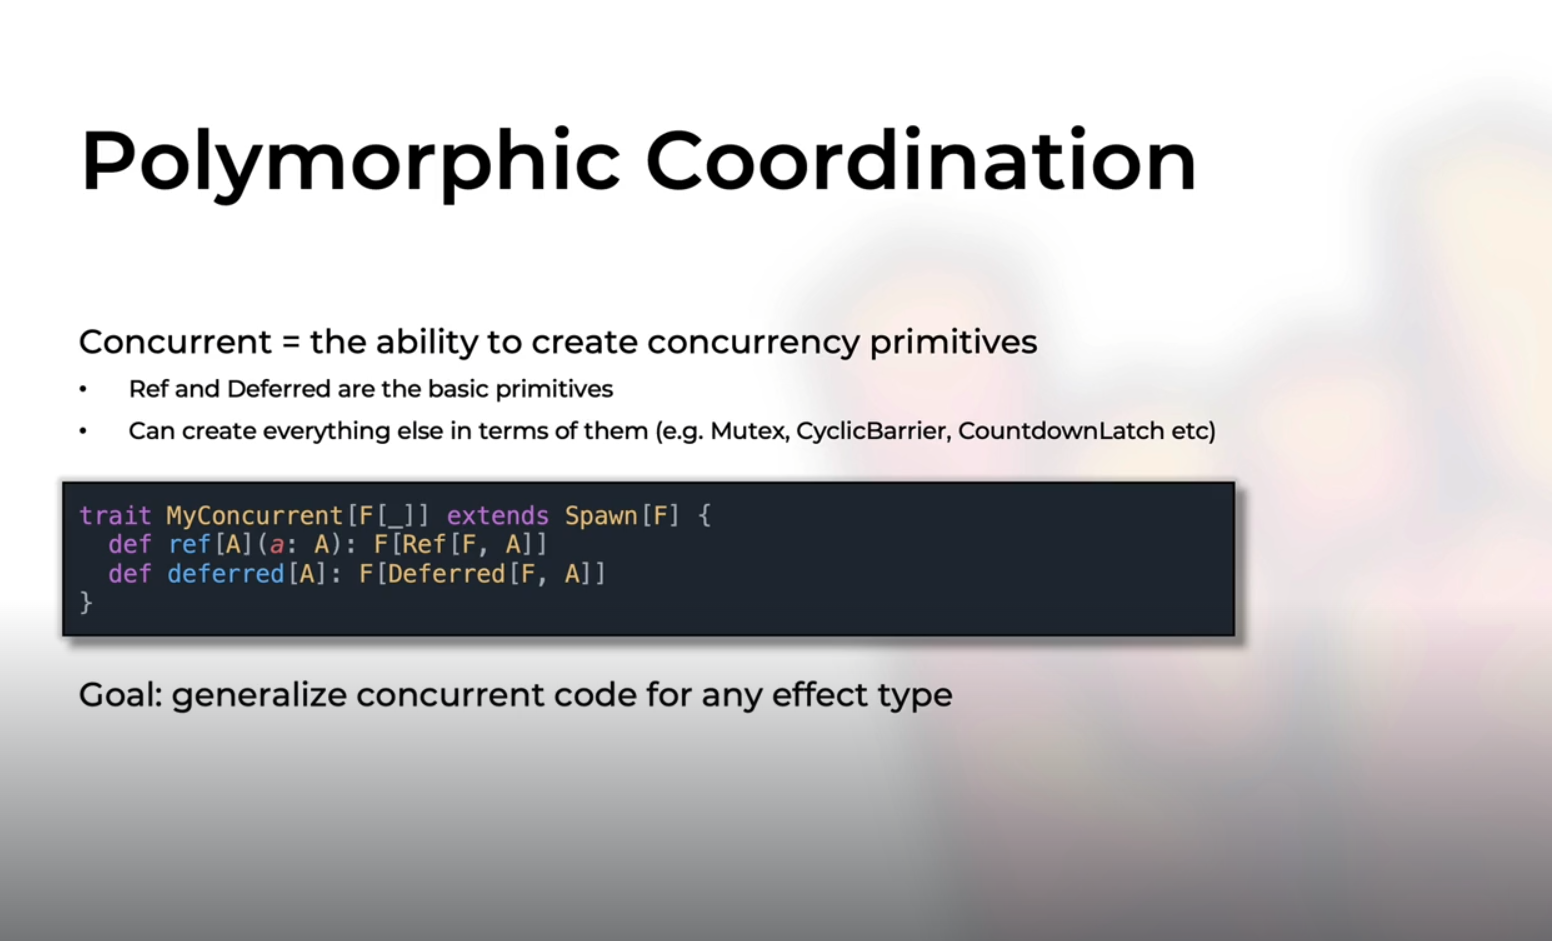 Polymorphic Coordination
Concurrent = the ability to create concurrency primitives
• Ref and Deferred are the basic primitives
• Can create everything else in terms of them (e.g. Mutex, CyclicBarrier, CountdownLatch etc)
trait MyConcurrent[F[_]] extends Spawn[F] {
  def ref[A](a: A): F[Ref[F, A]]
  def deferred[A]: F[Deferred[F, A]]
}
Goal: generalize concurrent code for any effect type